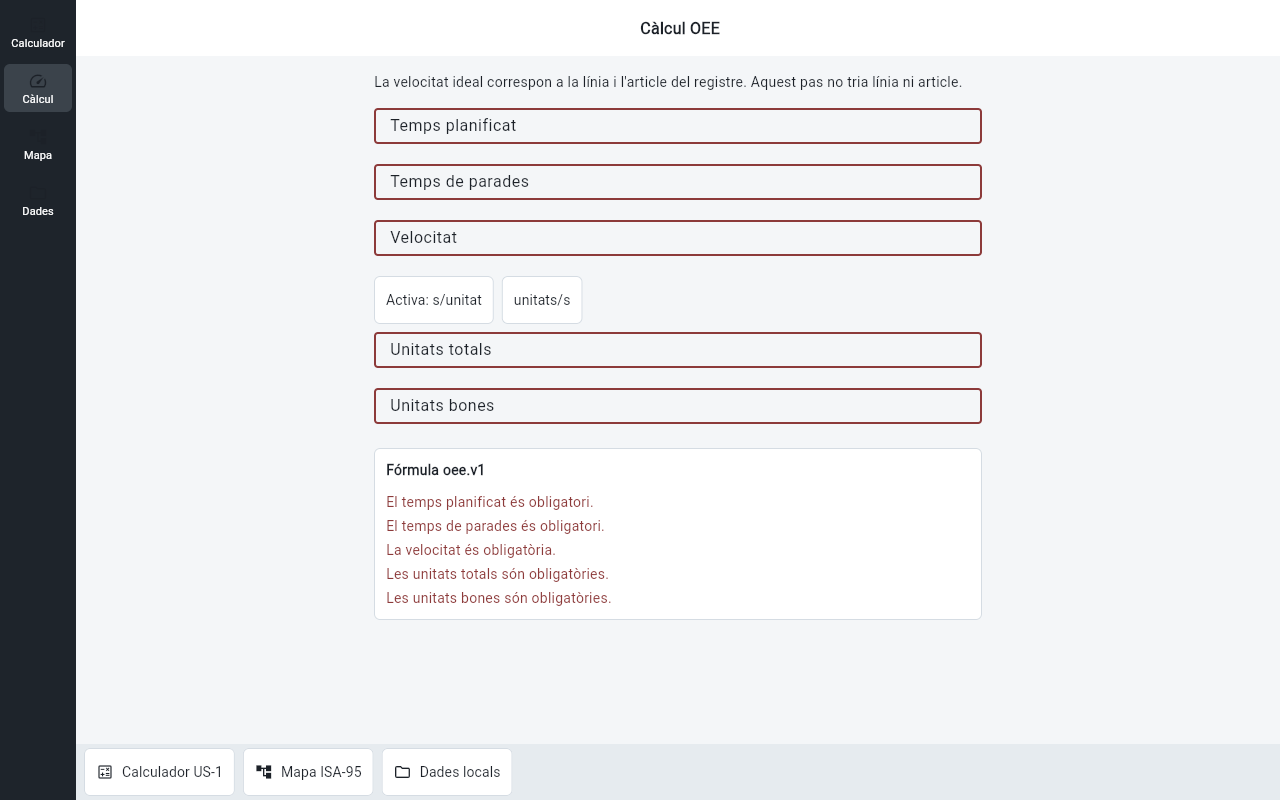 Càlcul OEE
Calculador
Càlcul
Mapa
Dades
La velocitat ideal correspon a la línia i l'article del registre. Aquest pas no tria línia ni article.
Temps planificat
Temps de parades
Velocitat
Activa: s/unitat
unitats/s
Unitats totals
Unitats bones
Fórmula oee.v1
El temps planificat és obligatori.
El temps de parades és obligatori.
La velocitat és obligatòria.
Les unitats totals són obligatòries.
Les unitats bones són obligatòries.
Calculador US-1
Mapa ISA-95
Dades locals